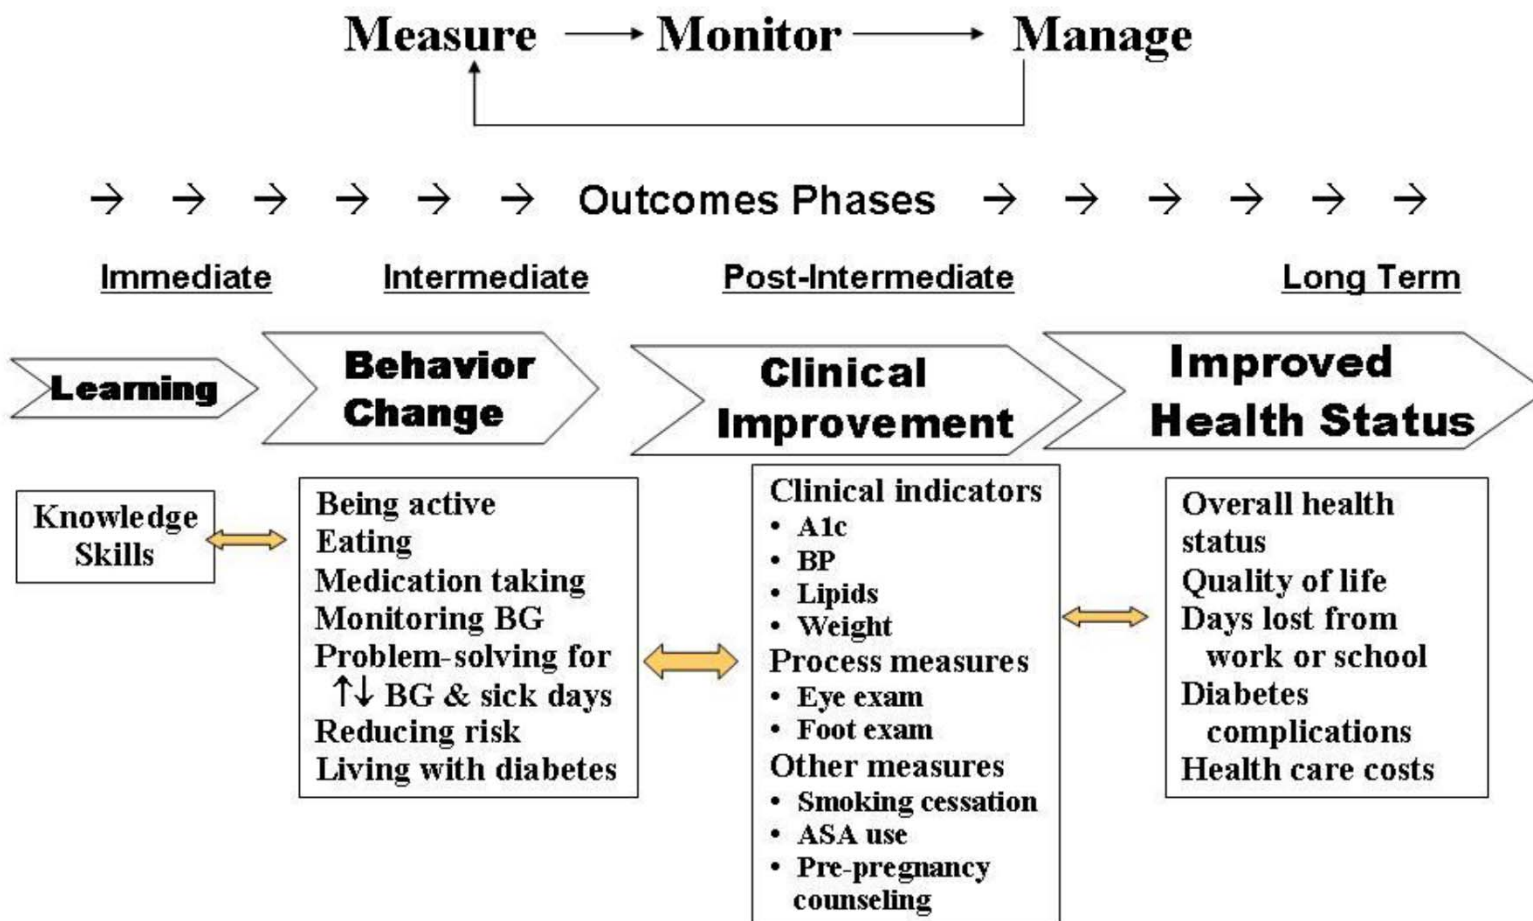 Measure → Monitor → Manage
→ → → → → → Outcomes Phases → → → → → →
Immediate
Intermediate
Post-Intermediate
Long Term
Learning
Behavior
Change
Clinical
Improvement
Improved
Health Status
Knowledge
Skills
Being active
Eating
Medication taking
Monitoring BG
Problem-solving for
↑↓ BG & sick days
Reducing risk
Living with diabetes
Clinical indicators
• A1c
• BP
• Lipids
• Weight
Process measures
• Eye exam
• Foot exam
Other measures
• Smoking cessation
• ASA use
• Pre-pregnancy
counseling
Overall health
status
Quality of life
Days lost from
work or school
Diabetes
complications
Health care costs